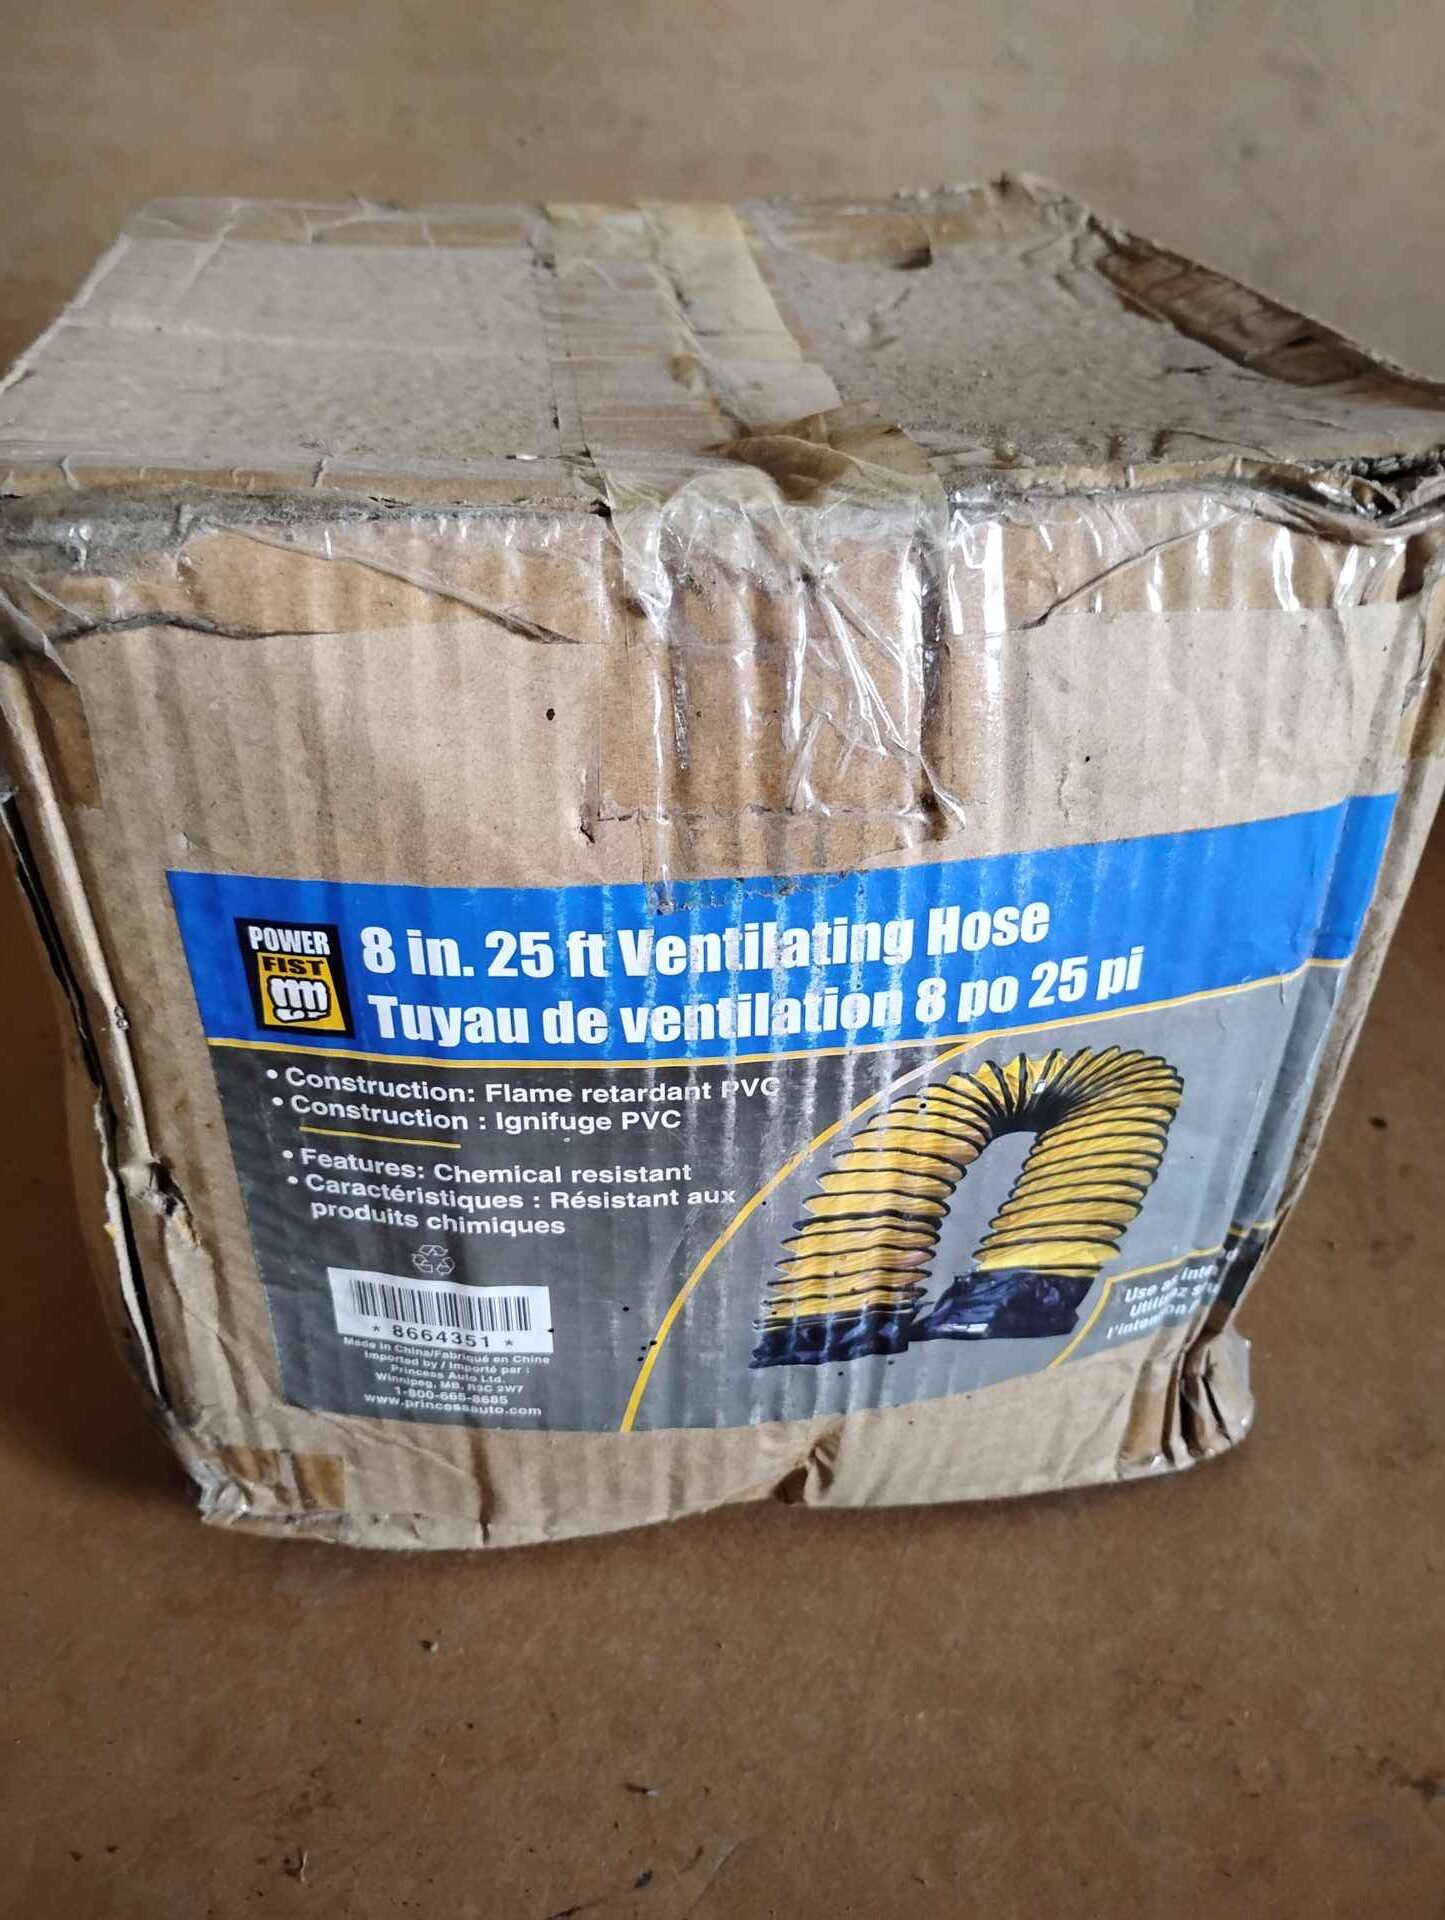 POWER
FIST
8 in. 25 ft Ventilating Hose
Tuyau de ventilation 8 po 25 pi
• Construction: Flame retardant PVC
• Construction : Ignifuge PVC
• Features: Chemical resistant
• Caractéristiques : Résistant aux
produits chimiques
* 8664351 *
Made in China/Fabriqué en Chine
Imported by / Importé par :
Princess Auto Ltd.
Winnipeg, MB, R3C 2W7
1-800-665-8685
www.princessauto.com
Use as